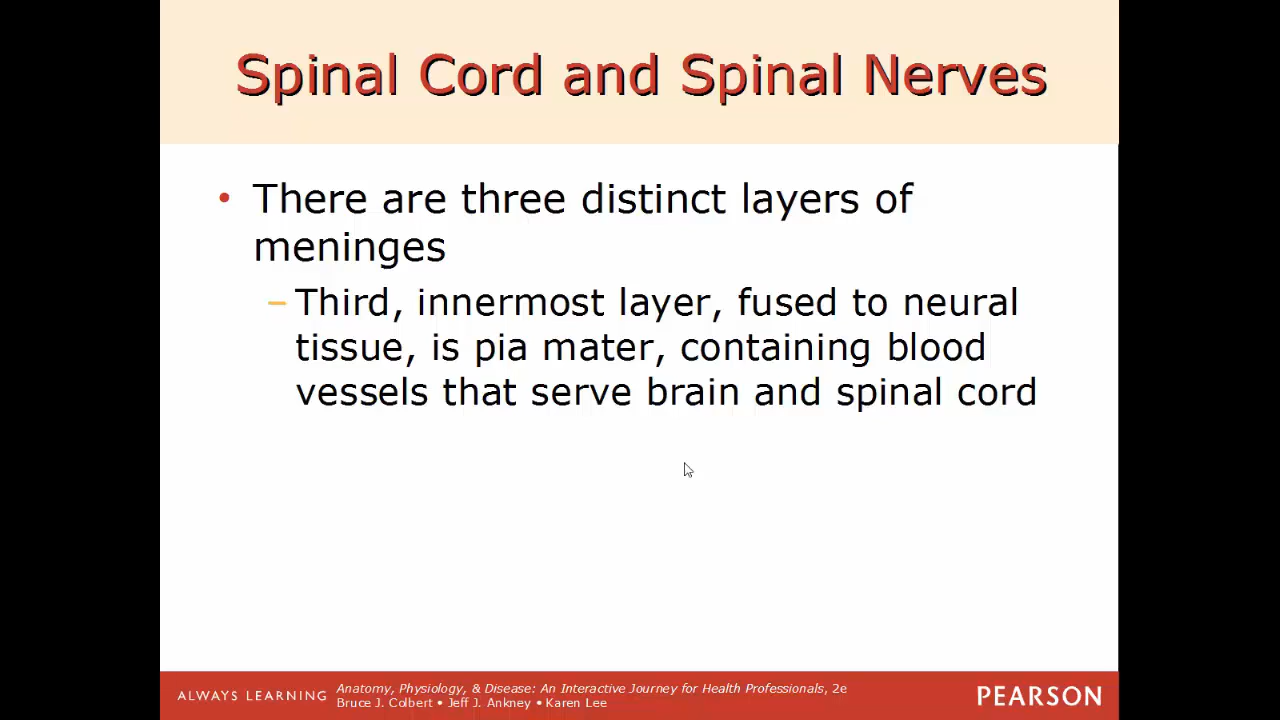 Spinal Cord and Spinal Nerves
• There are three distinct layers of
meninges
– Third, innermost layer, fused to neural
tissue, is pia mater, containing blood
vessels that serve brain and spinal cord
ALWAYS LEARNING
Anatomy, Physiology, & Disease: An Interactive Journey for Health Professionals, 2e
Bruce J. Colbert • Jeff J. Ankney • Karen Lee
PEARSON